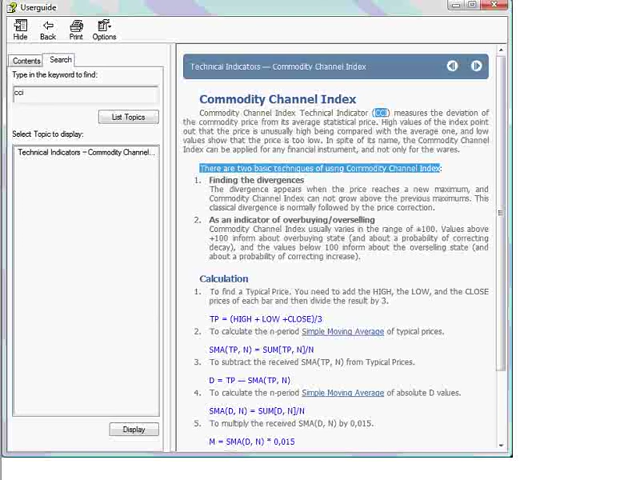 Userguide
Hide
Back
Print
Options
Contents
Search
Type in the keyword to find:
cci
List Topics
Select Topic to display:
Technical Indicators – Commodity Channel...
Display
Technical Indicators — Commodity Channel Index
Commodity Channel Index
Commodity Channel Index Technical Indicator (CCI) measures the deviation of
the commodity price from its average statistical price. High values of the index point
out that the price is unusually high being compared with the average one, and low
values show that the price is too low. In spite of its name, the Commodity Channel
Index can be applied for any financial instrument, and not only for the wares.
There are two basic techniques of using Commodity Channel Index:
1. Finding the divergences
The divergence appears when the price reaches a new maximum, and
Commodity Channel Index can not grow above the previous maximums. This
classical divergence is normally followed by the price correction.
2. As an indicator of overbuying/overselling
Commodity Channel Index usually varies in the range of ±100. Values above
+100 inform about overbuying state (and about a probability of correcting
decay), and the values below 100 inform about the overselling state (and
about a probability of correcting increase).
Calculation
1. To find a Typical Price. You need to add the HIGH, the LOW, and the CLOSE
prices of each bar and then divide the result by 3.
TP = (HIGH + LOW +CLOSE)/3
2. To calculate the n-period Simple Moving Average of typical prices.
SMA(TP, N) = SUM[TP, N]/N
3. To subtract the received SMA(TP, N) from Typical Prices.
D = TP — SMA(TP, N)
4. To calculate the n-period Simple Moving Average of absolute D values.
SMA(D, N) = SUM[D, N]/N
5. To multiply the received SMA(D, N) by 0,015.
M = SMA(D, N) * 0,015